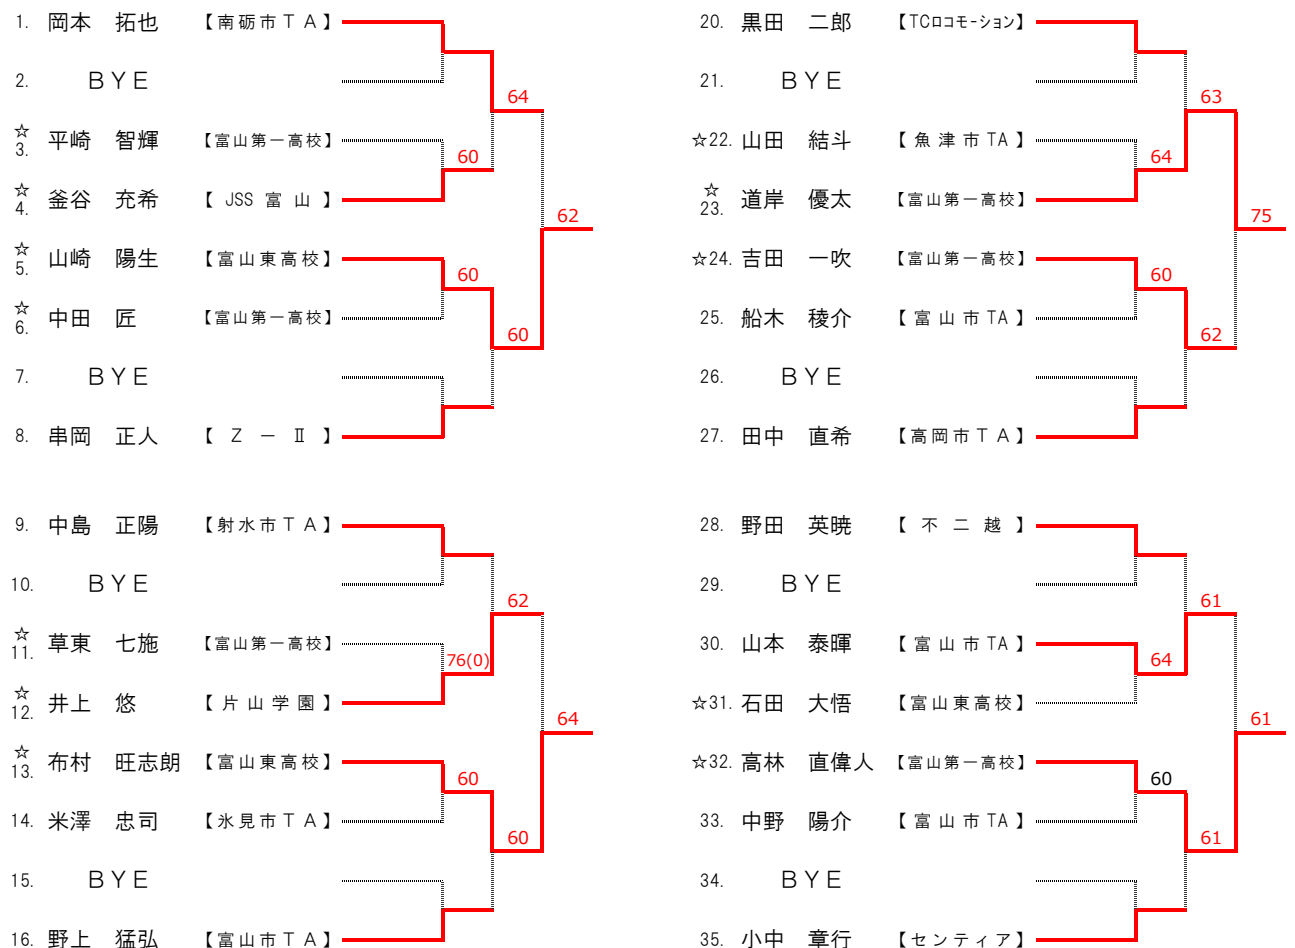 1. 岡本 拓也 【南砺市ＴＡ】
2. ＢＹＥ
64
☆
3. 平崎 智輝 【富山第一高校】
60
☆
4. 釜谷 充希 【 JSS 富 山 】
62
☆
5. 山崎 陽生 【富山東高校】
60
☆
6. 中田 匠 【富山第一高校】
60
7. ＢＹＥ
8. 串岡 正人 【 Ｚ － Ⅱ 】
9. 中島 正陽 【射水市ＴＡ】
10. ＢＹＥ
62
☆
11. 草東 七施 【富山第一高校】
76(0)
☆
12. 井上 悠 【片山学園】
64
☆
13. 布村 旺志朗 【富山東高校】
60
14. 米澤 忠司 【氷見市ＴＡ】
60
15. ＢＹＥ
16. 野上 猛弘 【富山市ＴＡ】
20. 黒田 二郎 【TCﾛｺﾓｰｼｮﾝ】
21. ＢＹＥ
63
☆22. 山田 結斗 【 魚 津 市 TA 】
64
☆
23. 道岸 優太 【富山第一高校】
75
☆24. 吉田 一吹 【富山第一高校】
60
25. 船木 稜介 【 富 山 市 TA 】
62
26. ＢＹＥ
27. 田中 直希 【高岡市ＴＡ】
28. 野田 英暁 【 不 二 越 】
29. ＢＹＥ
61
30. 山本 泰暉 【 富 山 市 TA 】
64
☆31. 石田 大悟 【富山東高校】
61
☆32. 高林 直偉人 【富山第一高校】
60
33. 中野 陽介 【 富 山 市 TA 】
61
34. ＢＹＥ
35. 小中 章行 【センティア】